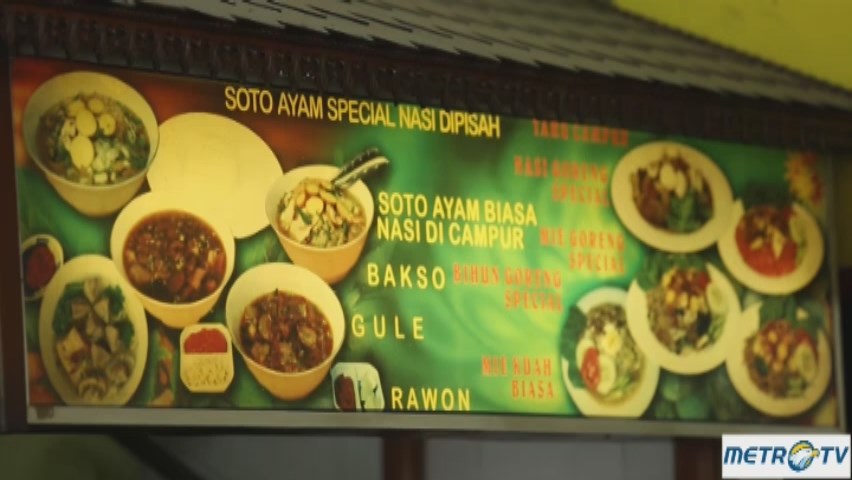 SOTO AYAM SPECIAL NASI DIPISAH
SOTO AYAM BIASA
NASI DI CAMPUR
BAKSO
GULE
RAWON
TAHU CAMPUR
NASI GORENG
SPECIAL
MIE GORENG
SPECIAL
BIHUN GORENG
SPECIAL
MIE KUAH
BIASA
METRO TV